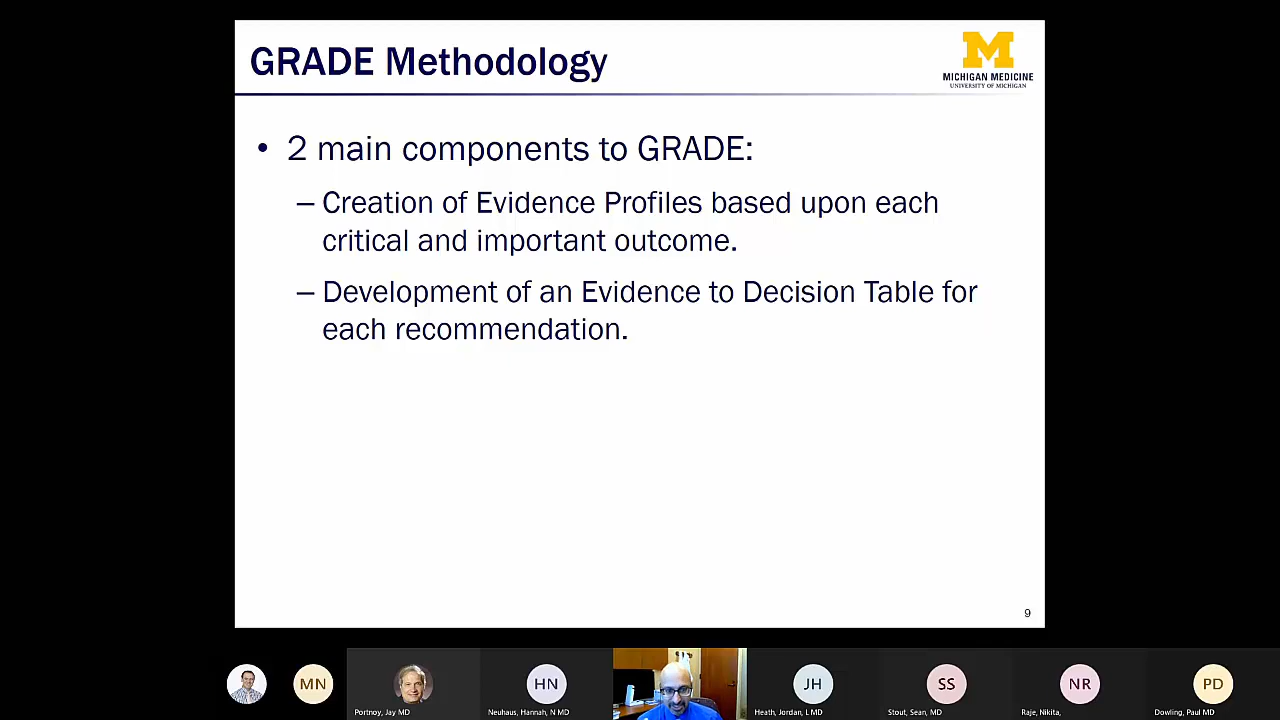 GRADE Methodology
M
MICHIGAN MEDICINE
UNIVERSITY OF MICHIGAN
• 2 main components to GRADE:
– Creation of Evidence Profiles based upon each
critical and important outcome.
– Development of an Evidence to Decision Table for
each recommendation.
9
MN
HN
JH
SS
NR
PD
Portnoy, Jay MD
Neuhaus, Hannah, N MD
Heath, Jordan, L MD
Stout, Sean, MD
Raje, Nikita,
Dowling, Paul MD